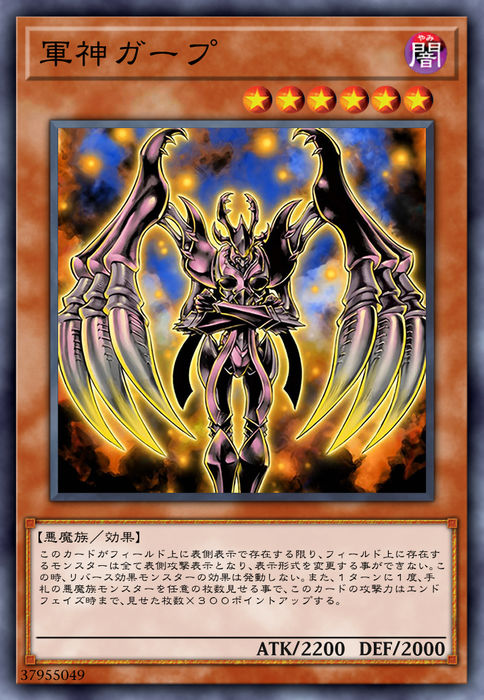 軍神ガープ
やみ
闇
【悪魔族／効果】
このカードがフィールド上に表側表示で存在する限り、フィールド上に存在す
るモンスターは全て表側攻撃表示となり、表示形式を変更する事ができない。こ
の時、リバース効果モンスターの効果は発動しない。また、１ターンに１度、手
札の悪魔族モンスターを任意の枚数見せる事で、このカードの攻撃力はエンド
フェイズ時まで、見せた枚数×３００ポイントアップする。
ATK/2200 DEF/2000
37955049